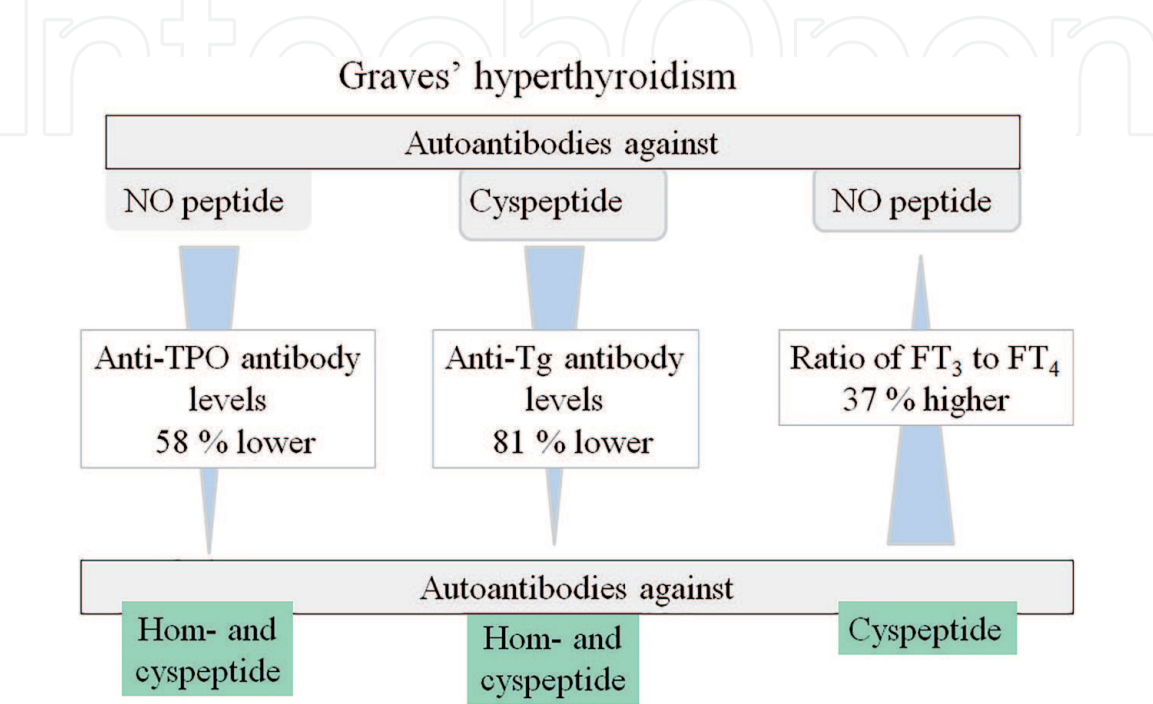 IntechOpen
Graves' hyperthyroidism
Autoantibodies against
NO peptide
Cyspeptide
NO peptide
Anti-TPO antibody
levels
58 % lower
Anti-Tg antibody
levels
81 % lower
Ratio of FT₃ to FT₄
37 % higher
Autoantibodies against
Hom- and
cyspeptide
Hom- and
cyspeptide
Cyspeptide